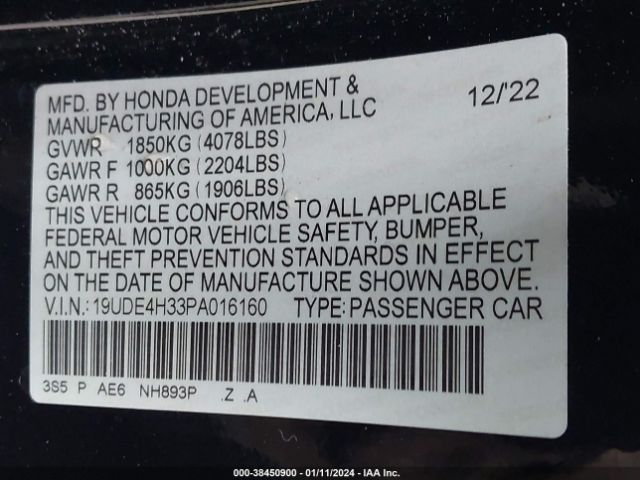 MFD. BY HONDA DEVELOPMENT & 12/'22
MANUFACTURING OF AMERICA, LLC
GVWR 1850KG (4078LBS)
GAWR F 1000KG (2204LBS)
GAWR R 865KG (1906LBS)
THIS VEHICLE CONFORMS TO ALL APPLICABLE
FEDERAL MOTOR VEHICLE SAFETY, BUMPER,
AND THEFT PREVENTION STANDARDS IN EFFECT
ON THE DATE OF MANUFACTURE SHOWN ABOVE.
V.I.N.:19UDE4H33PA016160 TYPE:PASSENGER CAR
3S5 P AE6 NH893P .Z .A
000-38450900 - 01/11/2024 - IAA Inc.